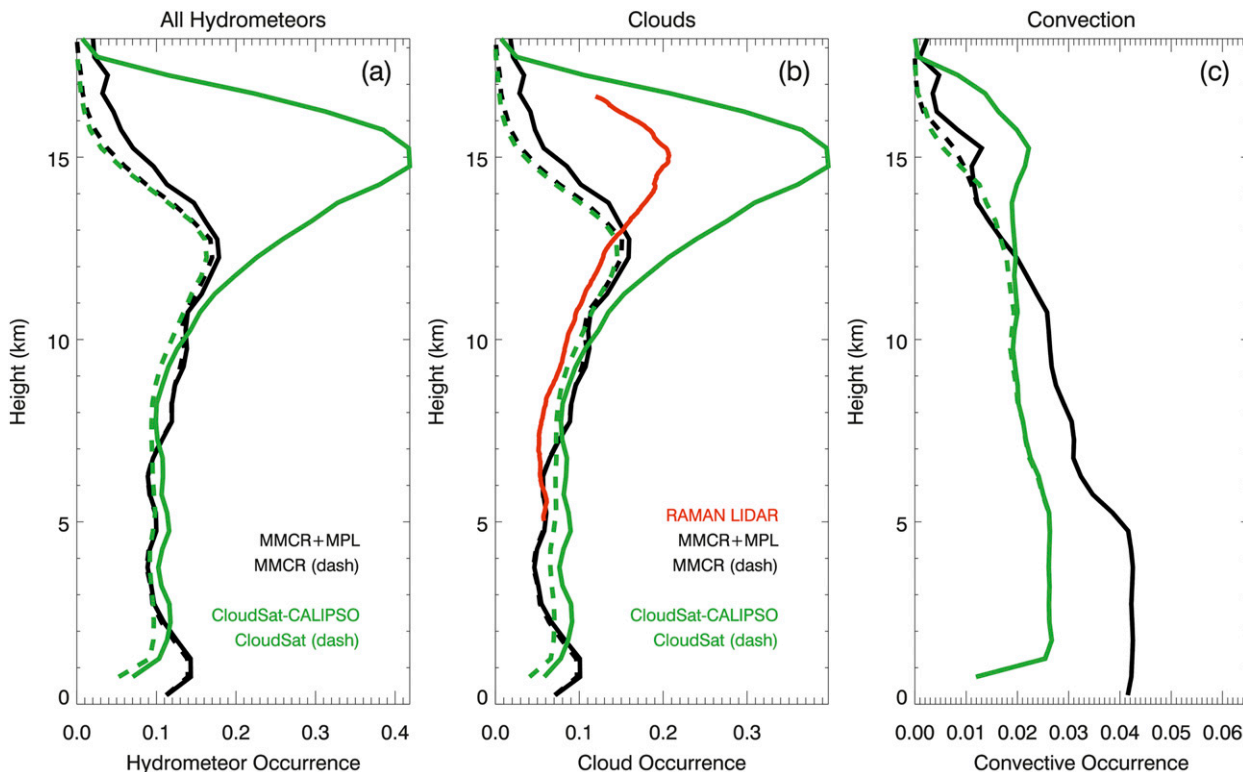 All Hydrometeors
(a)
Height (km)
15
10
5
0
MMCR+MPL
MMCR (dash)
CloudSat-CALIPSO
CloudSat (dash)
0.0 0.1 0.2 0.3 0.4
Hydrometeor Occurrence
Clouds
(b)
Height (km)
15
10
5
0
RAMAN LIDAR
MMCR+MPL
MMCR (dash)
CloudSat-CALIPSO
CloudSat (dash)
0.0 0.1 0.2 0.3
Cloud Occurrence
Convection
(c)
Height (km)
15
10
5
0
0.00 0.01 0.02 0.03 0.04 0.05 0.06
Convective Occurrence